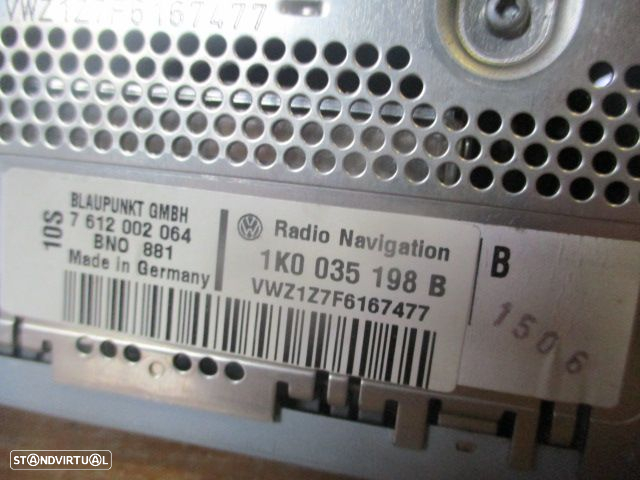 VWZ1Z7F6167477
10S
BLAUPUNKT GMBH
7 612 002 064
BNO 881
Made in Germany
Radio Navigation
1K0 035 198 B
VWZ1Z7F6167477
B
1506
STANDVIRTUAL